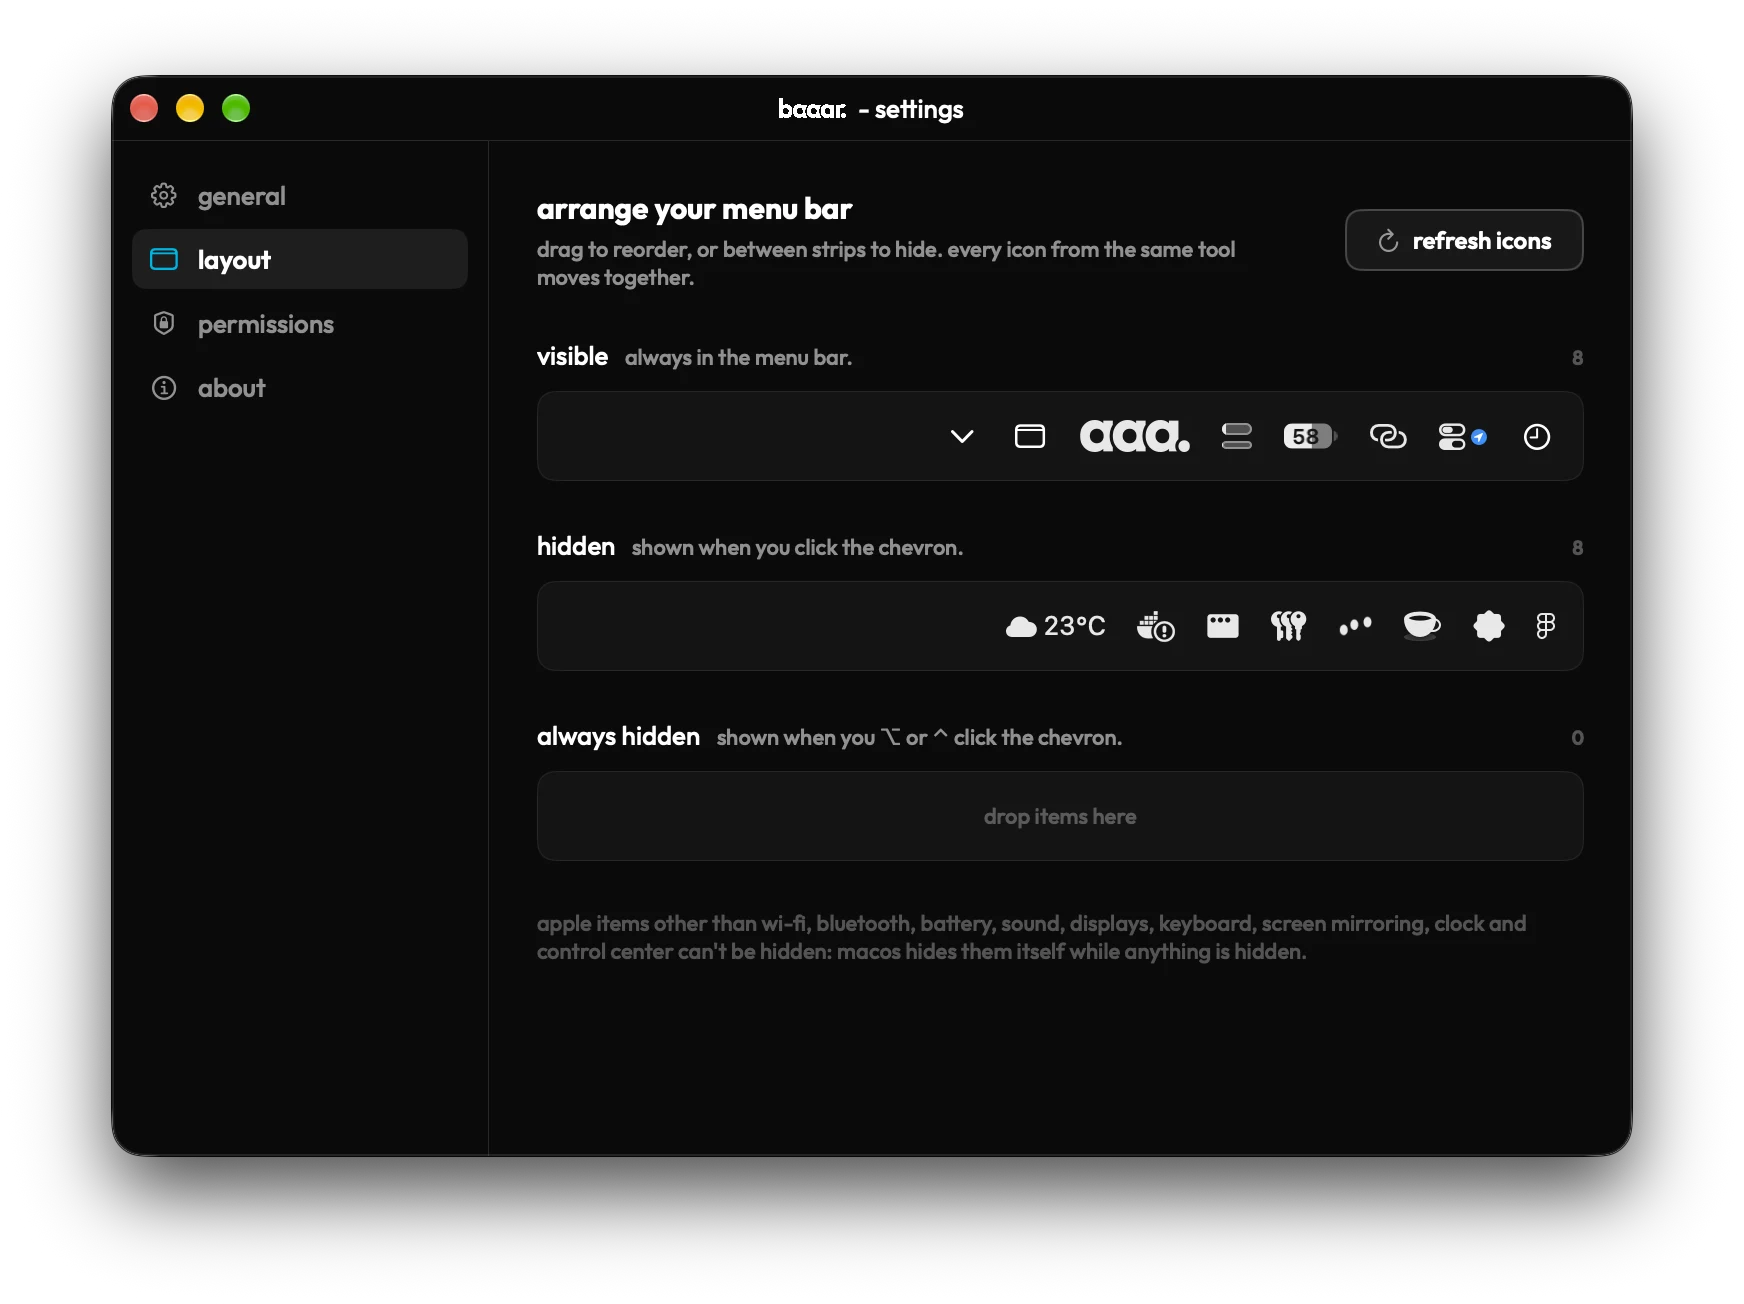 baaar. - settings
general
layout
permissions
about
arrange your menu bar
drag to reorder, or between strips to hide. every icon from the same tool
moves together.
refresh icons
visible always in the menu bar. 8
aaa. 58
hidden shown when you click the chevron. 8
23°C
always hidden shown when you ⌥ or ^ click the chevron. 0
drop items here
apple items other than wi-fi, bluetooth, battery, sound, displays, keyboard, screen mirroring, clock and
control center can't be hidden: macos hides them itself while anything is hidden.